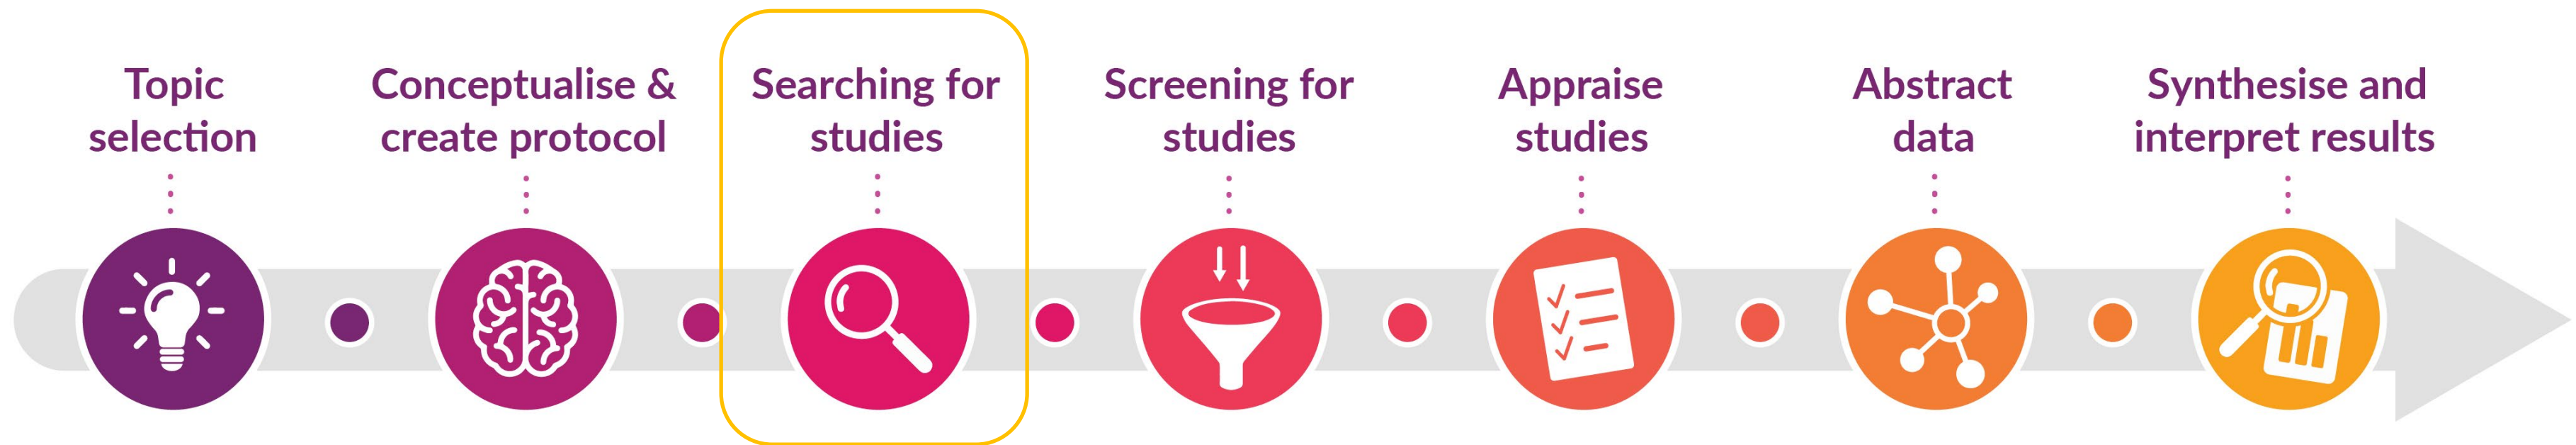 Topic
selection
Conceptualise &
create protocol
Searching for
studies
Screening for
studies
Appraise
studies
Abstract
data
Synthesise and
interpret results